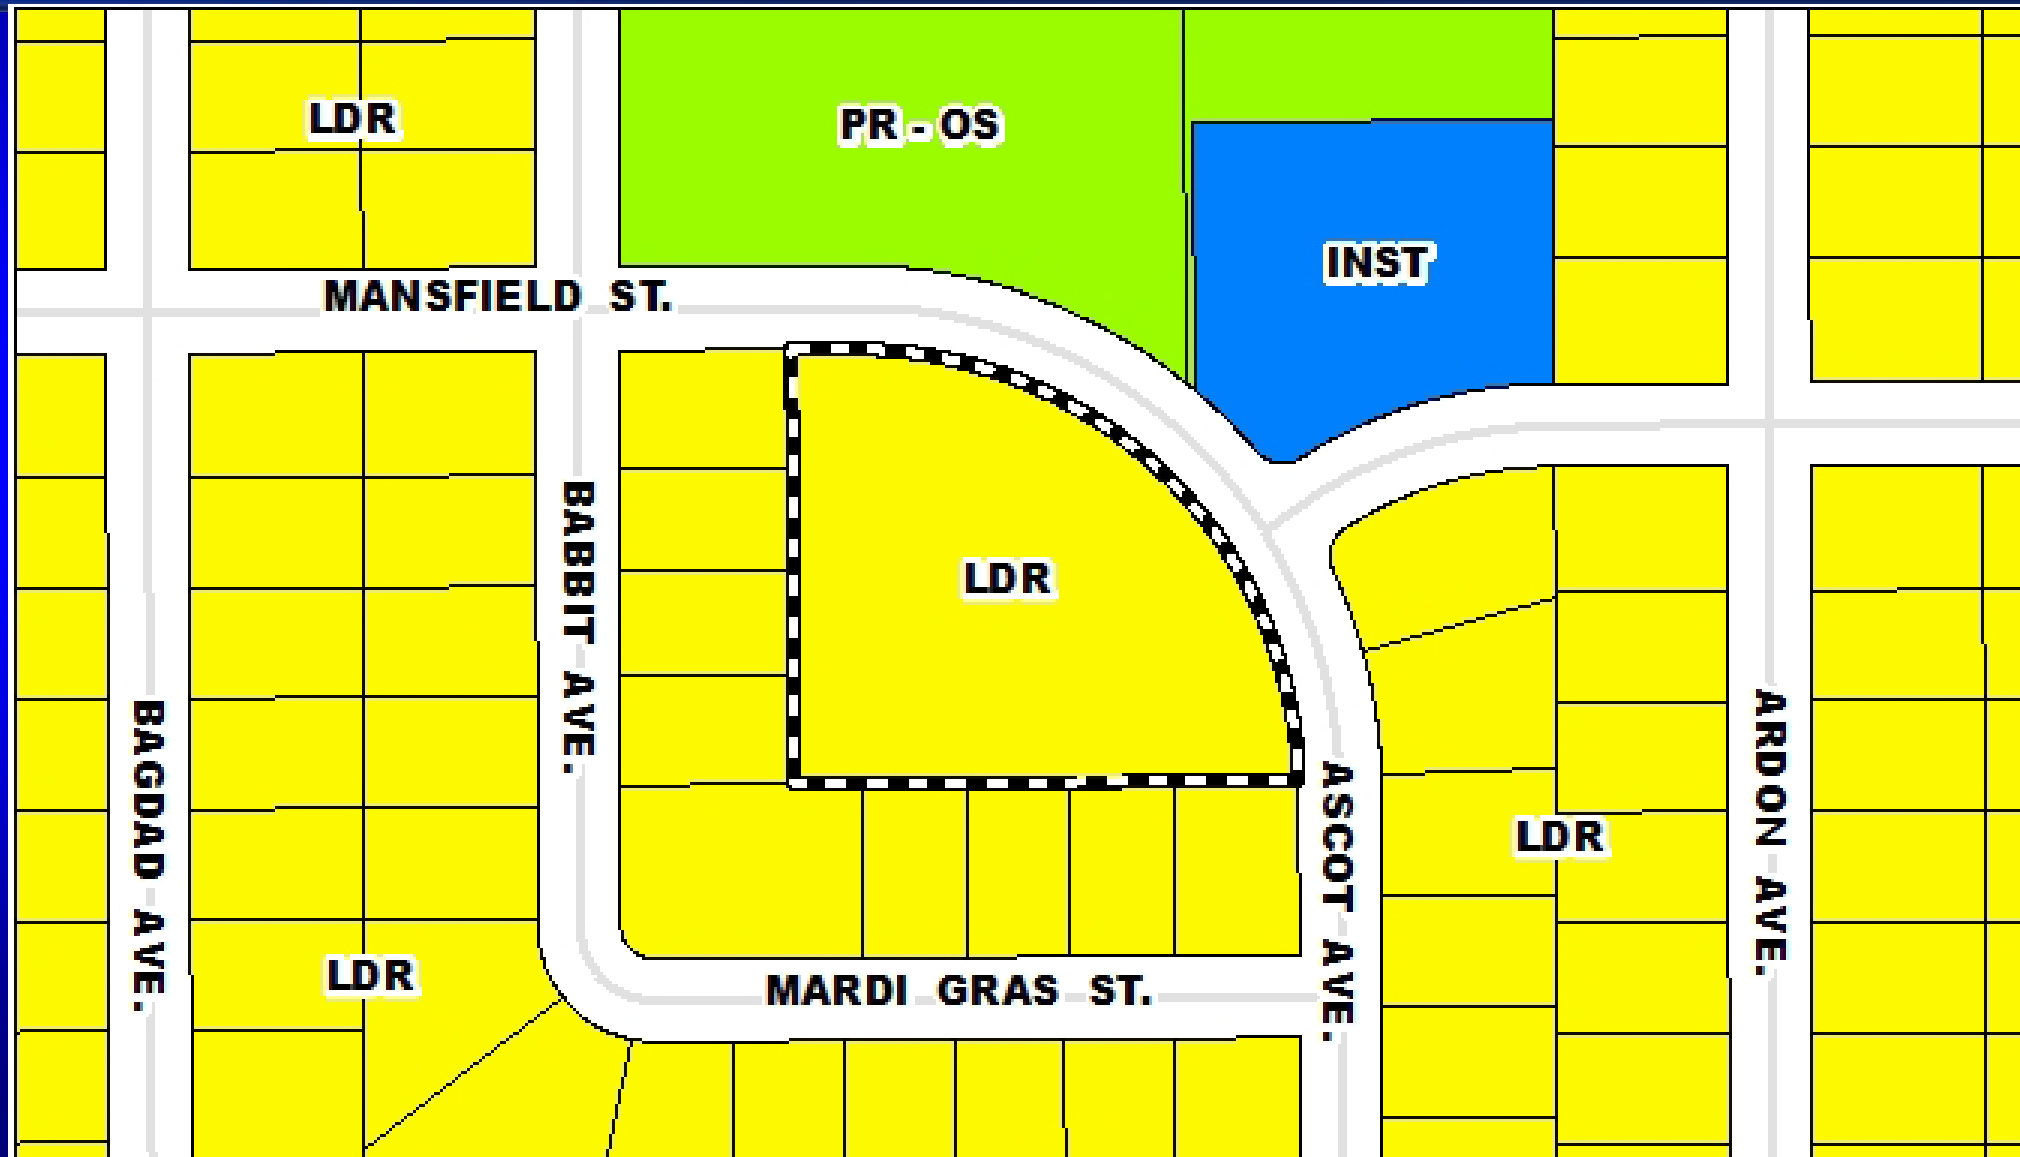 LDR
PR - OS
INST
MANSFIELD ST.
BABBIT AVE.
LDR
BAGDAD AVE.
ARDON AVE.
ASCOT AVE.
LDR
LDR
MARDI GRAS ST.